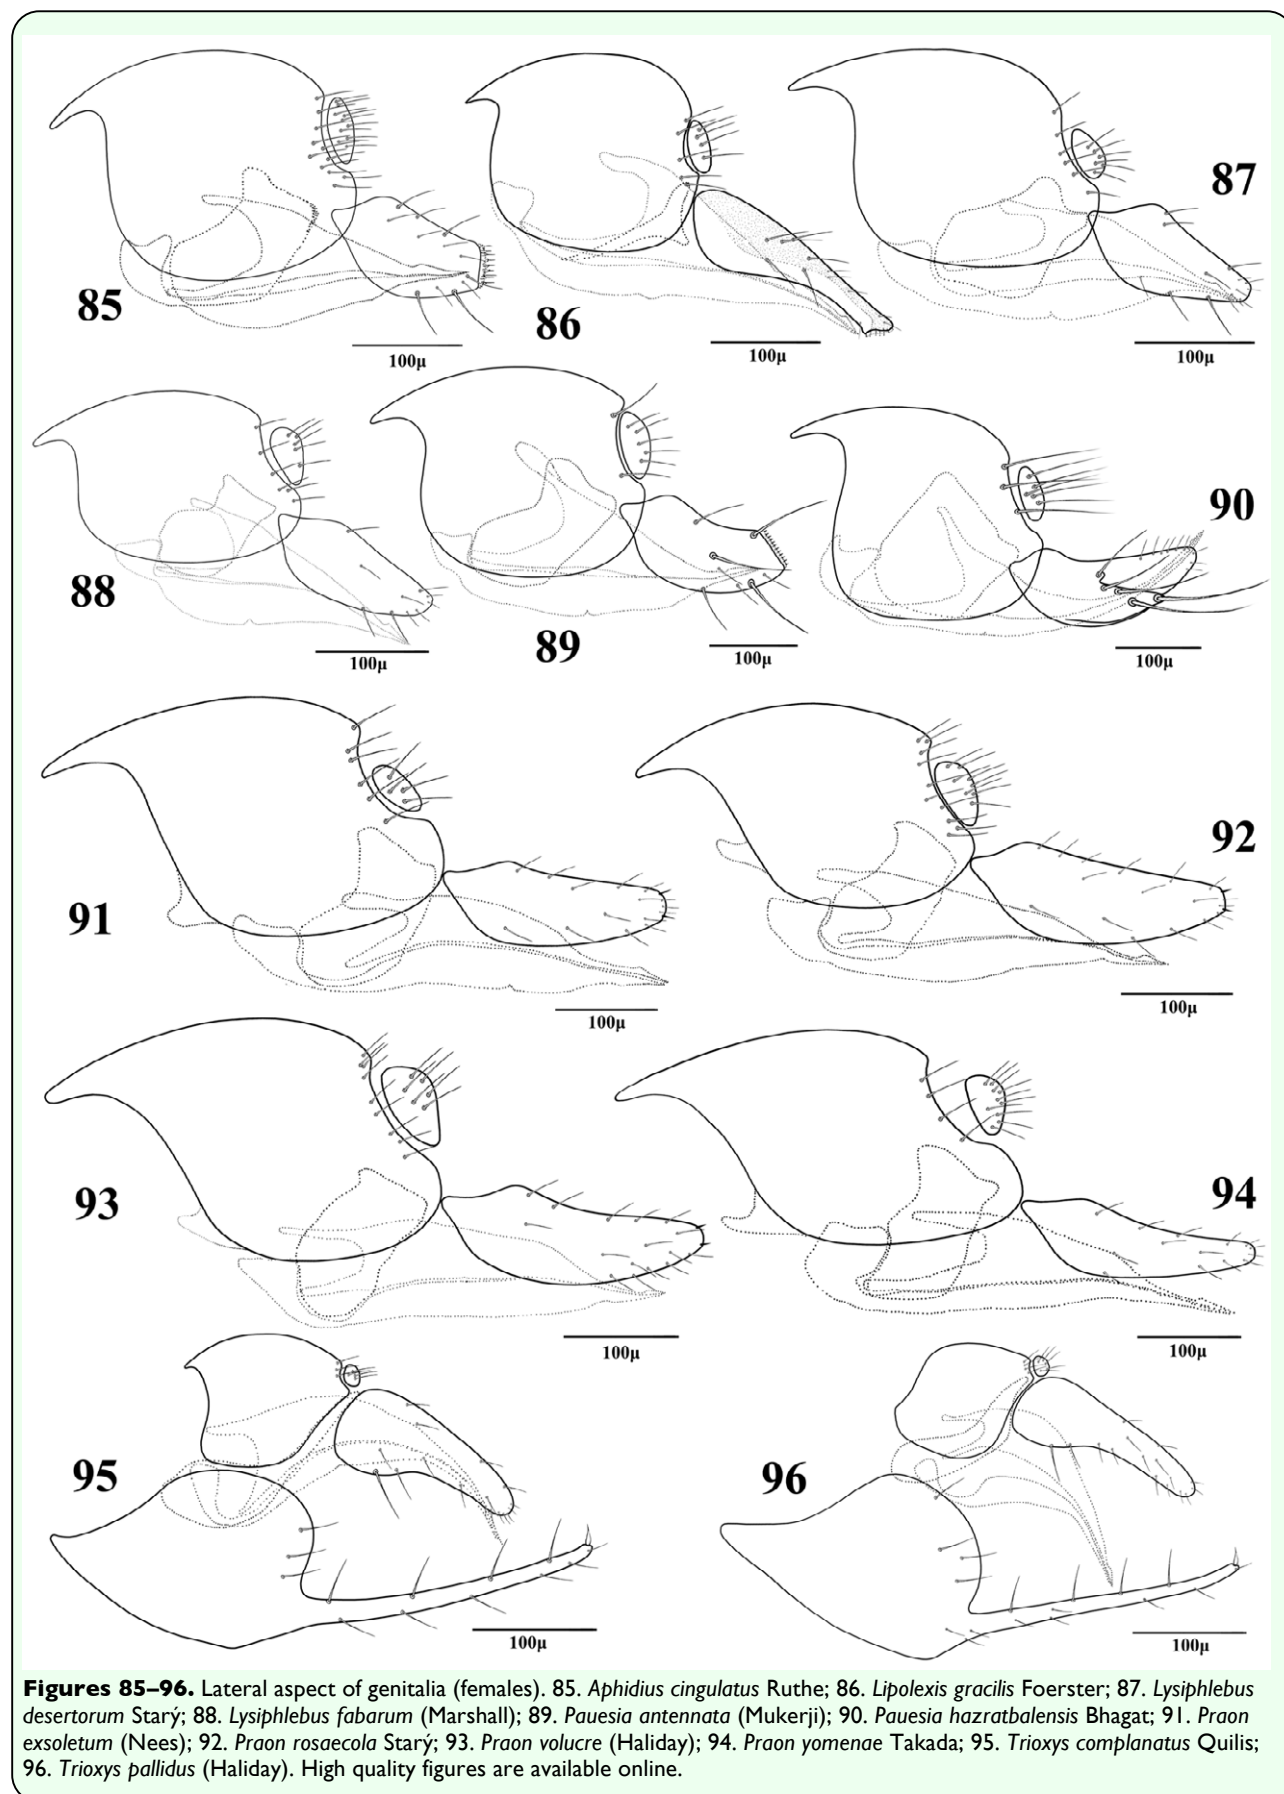 85
100µ
86
100µ
87
100µ
88
100µ
89
100µ
90
100µ
91
100µ
92
100µ
93
100µ
94
100µ
95
100µ
96
100µ
Figures 85–96. Lateral aspect of genitalia (females). 85. Aphidius cingulatus Ruthe; 86. Lipolexis gracilis Foerster; 87. Lysiphlebus
desertorum Starý; 88. Lysiphlebus fabarum (Marshall); 89. Pauesia antennata (Mukerji); 90. Pauesia hazratbalensis Bhagat; 91. Praon
exsoletum (Nees); 92. Praon rosaecola Starý; 93. Praon volucre (Haliday); 94. Praon yomenae Takada; 95. Trioxys complanatus Quilis;
96. Trioxys pallidus (Haliday). High quality figures are available online.